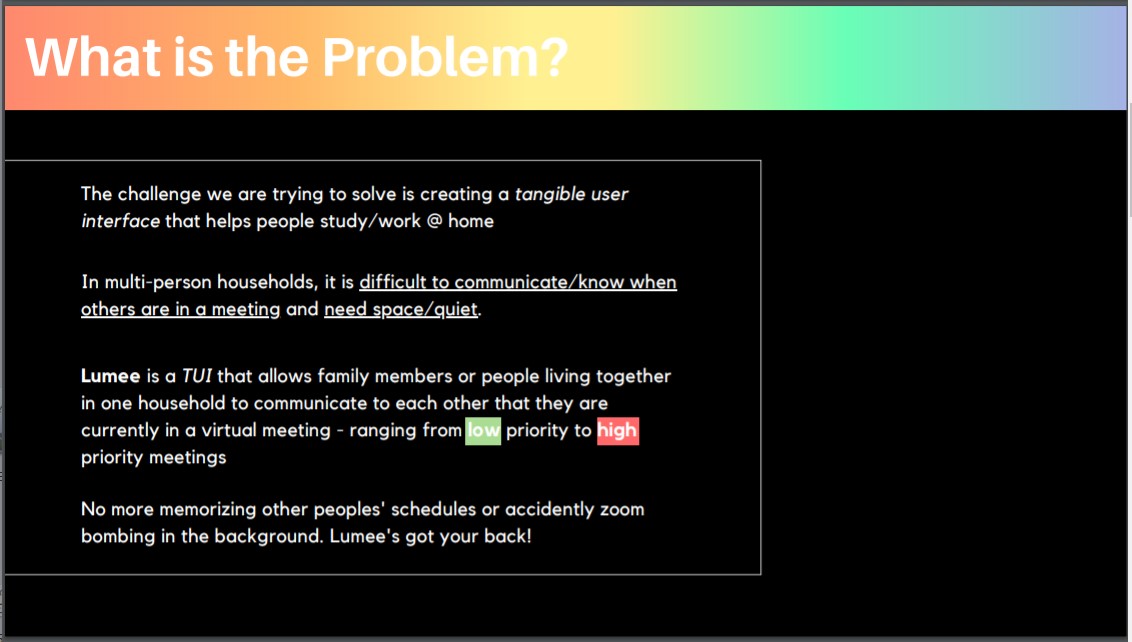 What is the Problem?
The challenge we are trying to solve is creating a tangible user
interface that helps people study/work @ home
In multi-person households, it is difficult to communicate/know when
others are in a meeting and need space/quiet.
Lumee is a TUI that allows family members or people living together
in one household to communicate to each other that they are
currently in a virtual meeting - ranging from low priority to high
priority meetings
No more memorizing other peoples' schedules or accidently zoom
bombing in the background. Lumee's got your back!